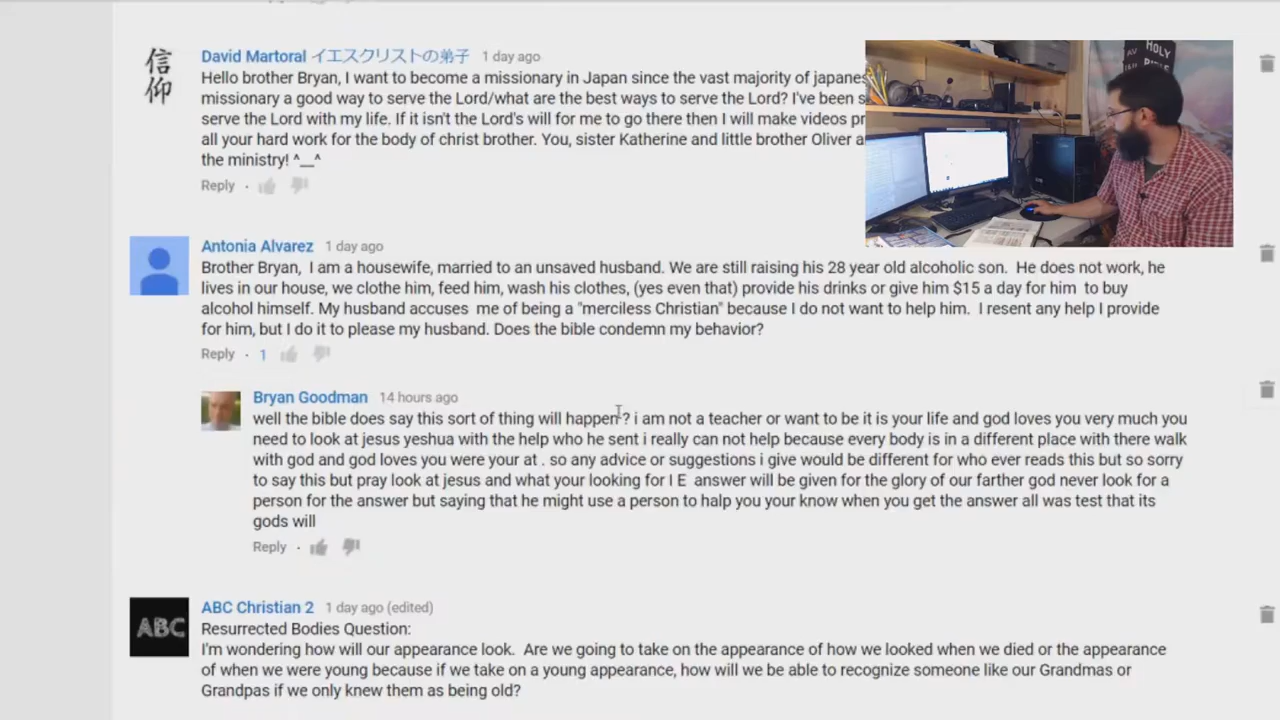 David Martoral イエスクリストの弟子 1 day ago
信仰
Hello brother Bryan, I want to become a missionary in Japan since the vast majority of japanes
missionary a good way to serve the Lord/what are the best ways to serve the Lord? I've been s
serve the Lord with my life. If it isn't the Lord's will for me to go there then I will make videos pr
all your hard work for the body of christ brother. You, sister Katherine and little brother Oliver a
the ministry! ^__^
Reply ·
HOLY
Antonia Alvarez 1 day ago
Brother Bryan, I am a housewife, married to an unsaved husband. We are still raising his 28 year old alcoholic son. He does not work, he
lives in our house, we clothe him, feed him, wash his clothes, (yes even that) provide his drinks or give him $15 a day for him to buy
alcohol himself. My husband accuses me of being a "merciless Christian" because I do not want to help him. I resent any help I provide
for him, but I do it to please my husband. Does the bible condemn my behavior?
Reply · 1
Bryan Goodman 14 hours ago
well the bible does say this sort of thing will happen ? i am not a teacher or want to be it is your life and god loves you very much you
need to look at jesus yeshua with the help who he sent i really can not help because every body is in a different place with there walk
with god and god loves you were your at . so any advice or suggestions i give would be different for who ever reads this but so sorry
to say this but pray look at jesus and what your looking for I E answer will be given for the glory of our farther god never look for a
person for the answer but saying that he might use a person to halp you your know when you get the answer all was test that its
gods will
Reply ·
ABC
ABC Christian 2 1 day ago (edited)
Resurrected Bodies Question:
I'm wondering how will our appearance look. Are we going to take on the appearance of how we looked when we died or the appearance
of when we were young because if we take on a young appearance, how will we be able to recognize someone like our Grandmas or
Grandpas if we only knew them as being old?